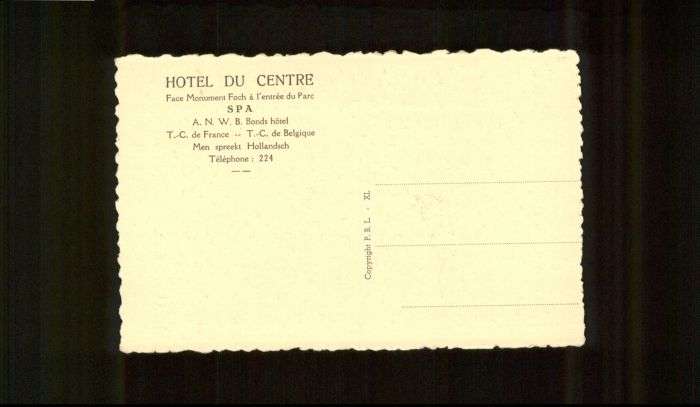 HOTEL DU CENTRE
Face Monument Foch à l'entrée du Parc
SPA
A. N. W. B. Bonds hôtel
T.-C. de France -- T.-C. de Belgique
Men spreekt Hollandsch
Téléphone : 224
Copyright P. B. L. - XL